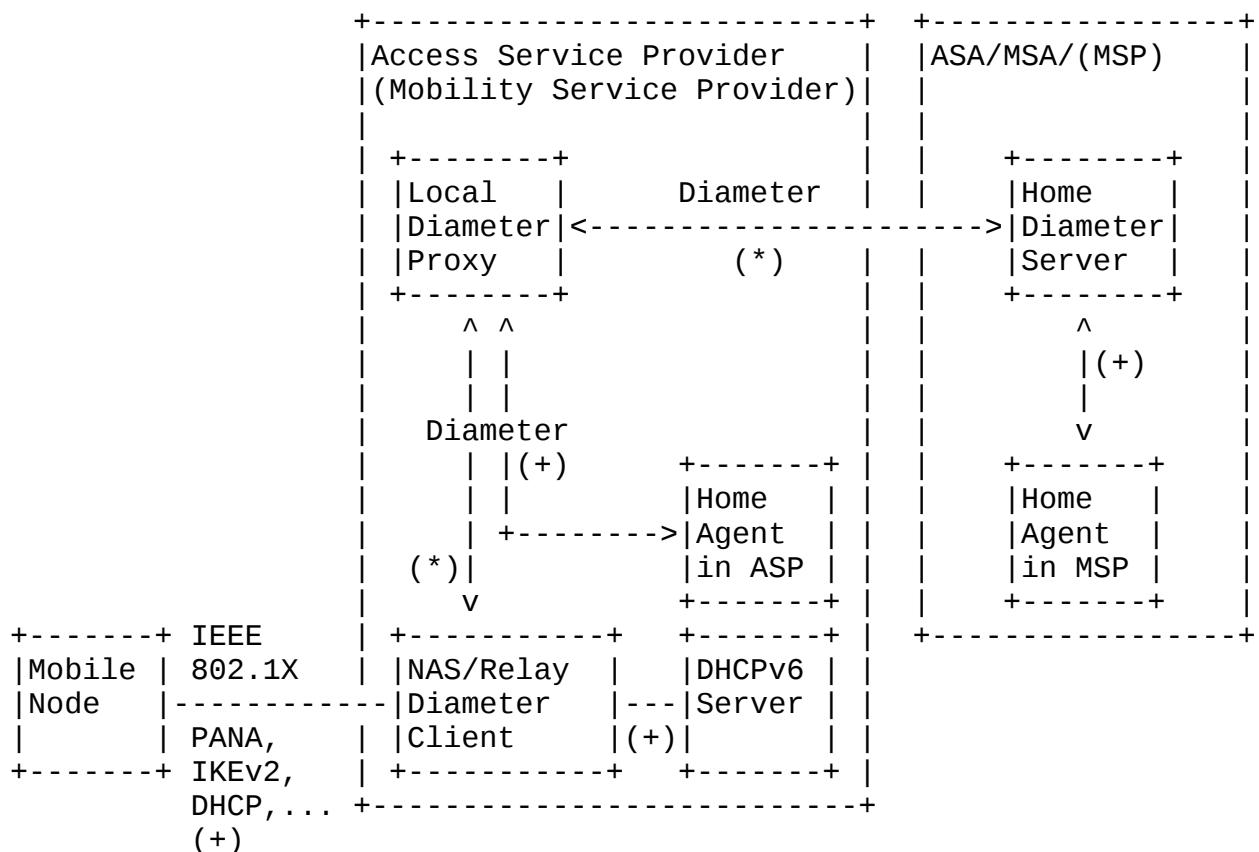 Access Service Provider
(Mobility Service Provider)
ASA/MSA/(MSP)
Local
Diameter
Proxy
Diameter
(*)
Home
Diameter
Server
(+)
Diameter
(+)
(*)
Home
Agent
in ASP
Home
Agent
in MSP
Mobile
Node
IEEE
802.1X
PANA,
IKEv2,
DHCP,...
(+)
NAS/Relay
Diameter
Client
(+)
DHCPv6
Server